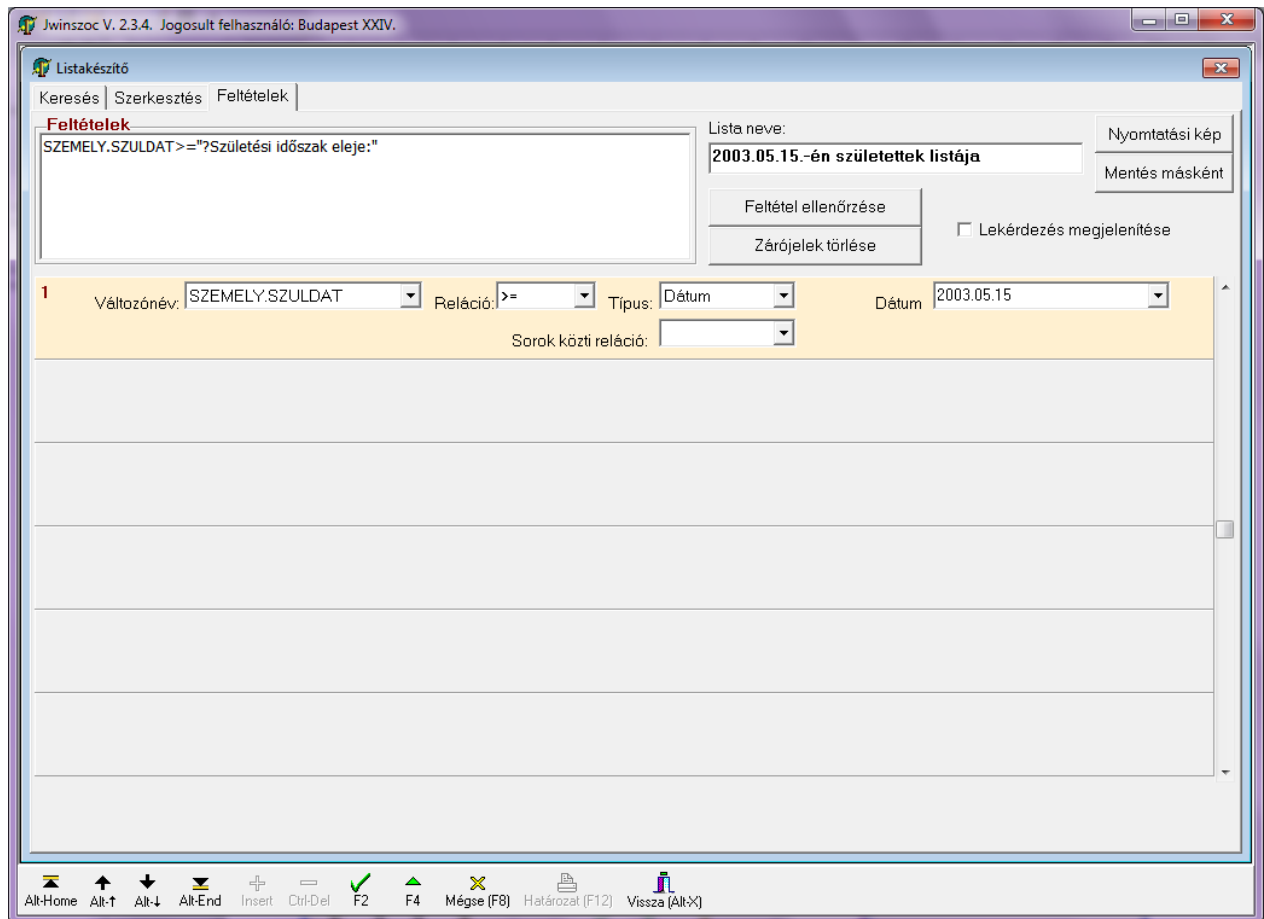 Jwinszoc V. 2.3.4. Jogosult felhasználó: Budapest XXIV.
Listakészítő
Keresés Szerkesztés Feltételek
Feltételek
SZEMELY.SZULDAT>="?Születési időszak eleje:"
Lista neve:
2003.05.15.-én születettek listája
Nyomtatási kép
Mentés másként
Feltétel ellenőrzése
Zárójelek törlése
Lekérdezés megjelenítése
1 Változónév: SZEMELY.SZULDAT Reláció: >= Típus: Dátum Dátum 2003.05.15
Sorok közti reláció:
Alt-Home Alt-↑ Alt-↓ Alt-End Insert Ctrl-Del F2 F4 Mégse (F8) Határozat (F12) Vissza (Alt-X)